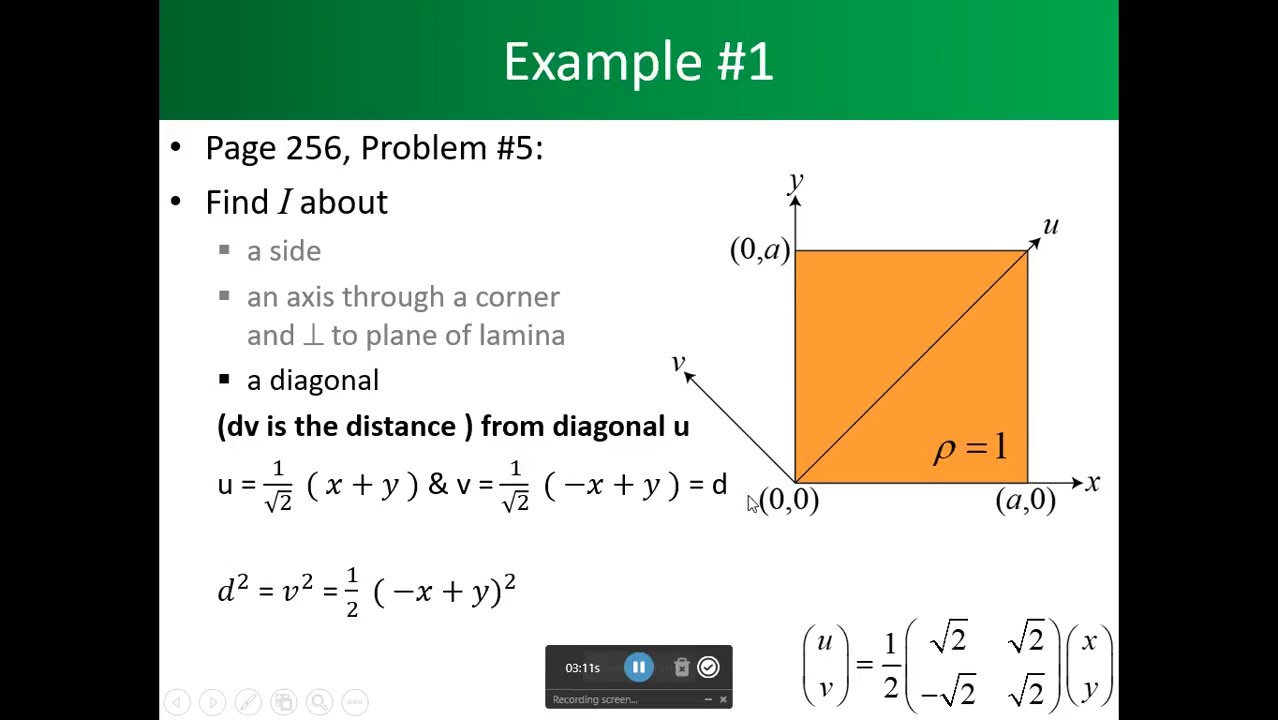 Example #1
• Page 256, Problem #5:
• Find I about
▪ a side
▪ an axis through a corner
and ⊥ to plane of lamina
▪ a diagonal
(dv is the distance ) from diagonal u
u = 1/√2 ( x + y ) & v = 1/√2 ( −x + y ) = d
d² = v² = 1/2 ( −x + y)²
y
u
(0,a)
v
ρ = 1
x
(0,0)
(a,0)
(u v) = 1/2 (√2 √2 −√2 √2) (x y)
03:11s
Recording screen...